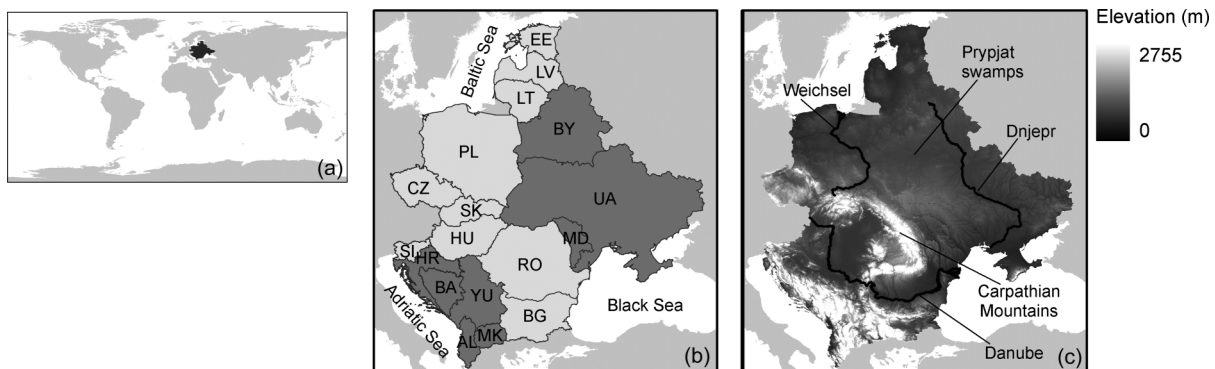 (a)
Baltic Sea
EE
LV
LT
BY
PL
CZ
UA
SK
HU
MD
SI
HR
RO
BA
YU
Adriatic Sea
Black Sea
BG
MK
AL
(b)
Prypjat
swamps
Weichsel
Dnjepr
Carpathian
Mountains
Danube
(c)
Elevation (m)
2755
0